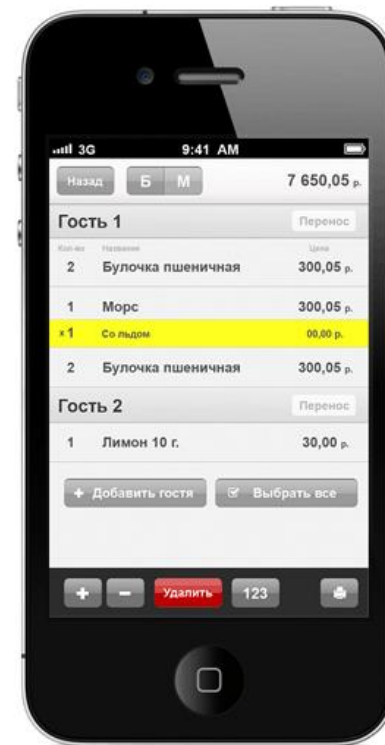 3G 9:41 AM
Назад Б М 7 650,05 р.
Гость 1 Перенос
Кол-во Название Цена
2 Булочка пшеничная 300,05 р.
1 Морс 300,05 р.
x 1 Со льдом 00,00 р.
2 Булочка пшеничная 300,05 р.
Гость 2 Перенос
1 Лимон 10 г. 30,00 р.
+ Добавить гостя Выбрать все
+ − Удалить 123